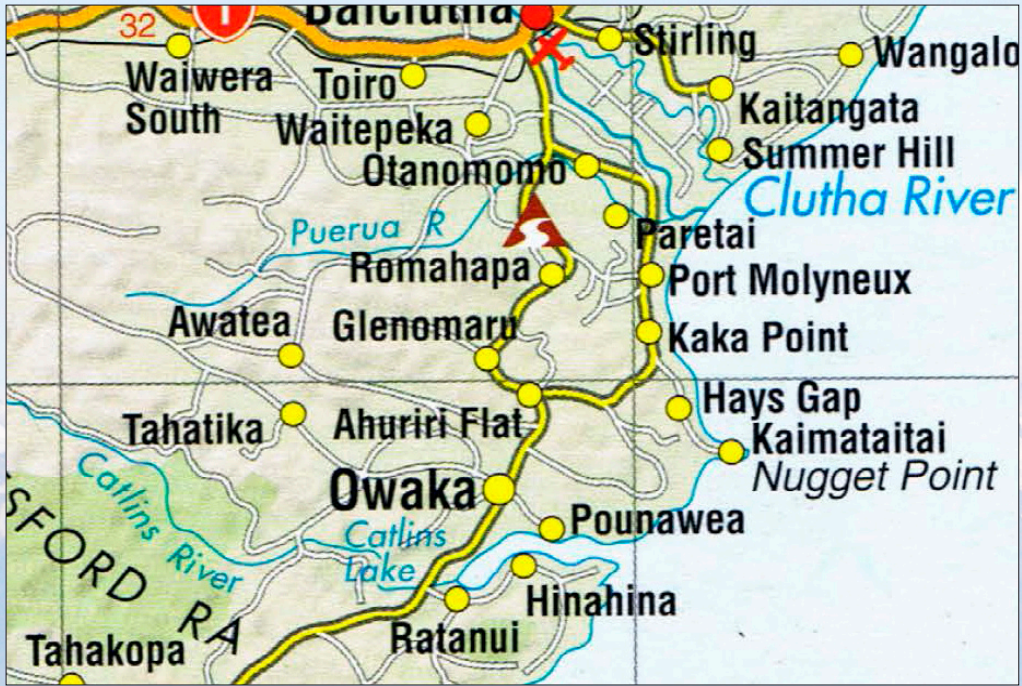 1
Balclutha
32
Stirling
Wangalo
Waiwera
South
Toiro
Kaitangata
Waitepeka
Summer Hill
Otanomomo
Clutha River
Puerua R
Paretai
Romahapa
Port Molyneux
Awatea
Glenomaru
Kaka Point
Hays Gap
Tahatika
Ahuriri Flat
Kaimataitai
Nugget Point
Catlins River
Owaka
Pounawea
Catlins
Lake
SFORD RA
Hinahina
Ratanui
Tahakopa